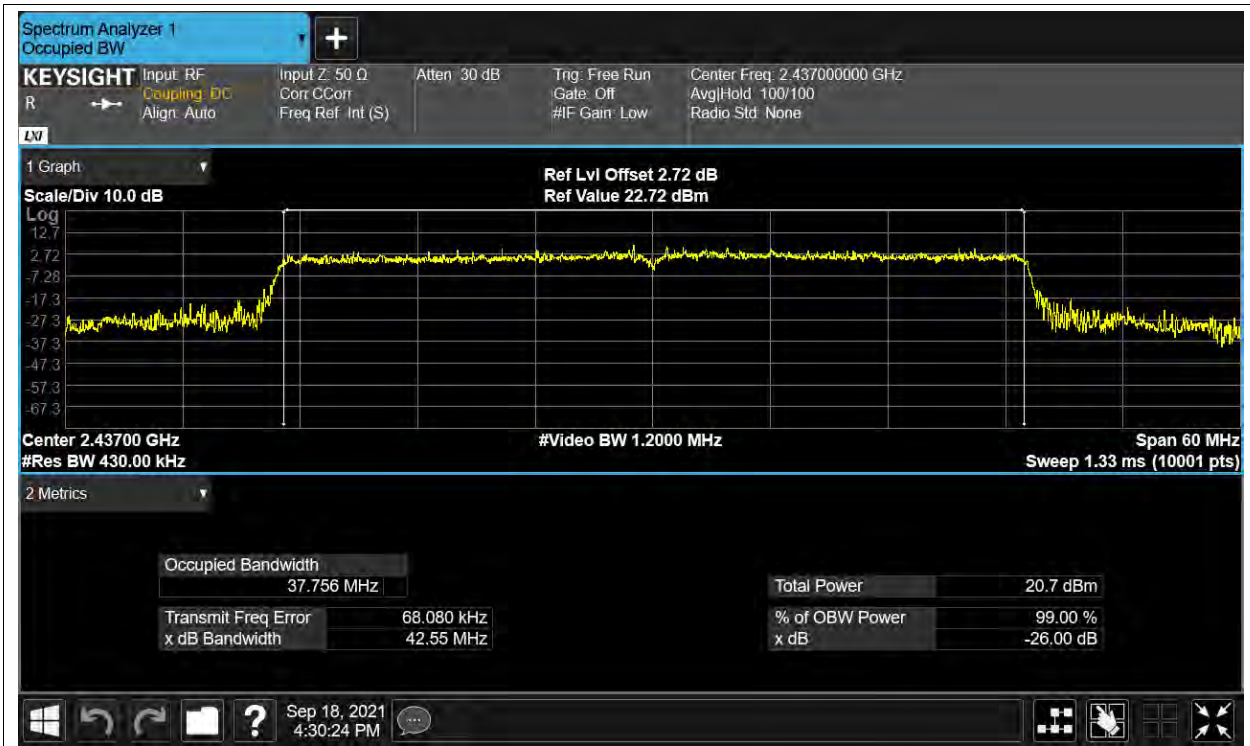 Spectrum Analyzer 1
Occupied BW
+
KEYSIGHT Input: RF Input Z: 50 Ω Atten: 30 dB Trig: Free Run Center Freq: 2.437000000 GHz
R Coupling: DC Corr CCorr Gate: Off Avg|Hold: 100/100
Align: Auto Freq Ref: Int (S) #IF Gain: Low Radio Std: None
LXI
1 Graph
Ref Lvl Offset 2.72 dB
Scale/Div 10.0 dB Ref Value 22.72 dBm
Log
12.7
2.72
-7.28
-17.3
-27.3
-37.3
-47.3
-57.3
-67.3
Center 2.43700 GHz #Video BW 1.2000 MHz Span 60 MHz
#Res BW 430.00 kHz Sweep 1.33 ms (10001 pts)
2 Metrics
Occupied Bandwidth
37.756 MHz Total Power 20.7 dBm
Transmit Freq Error 68.080 kHz % of OBW Power 99.00 %
x dB Bandwidth 42.55 MHz x dB -26.00 dB
? Sep 18, 2021
4:30:24 PM